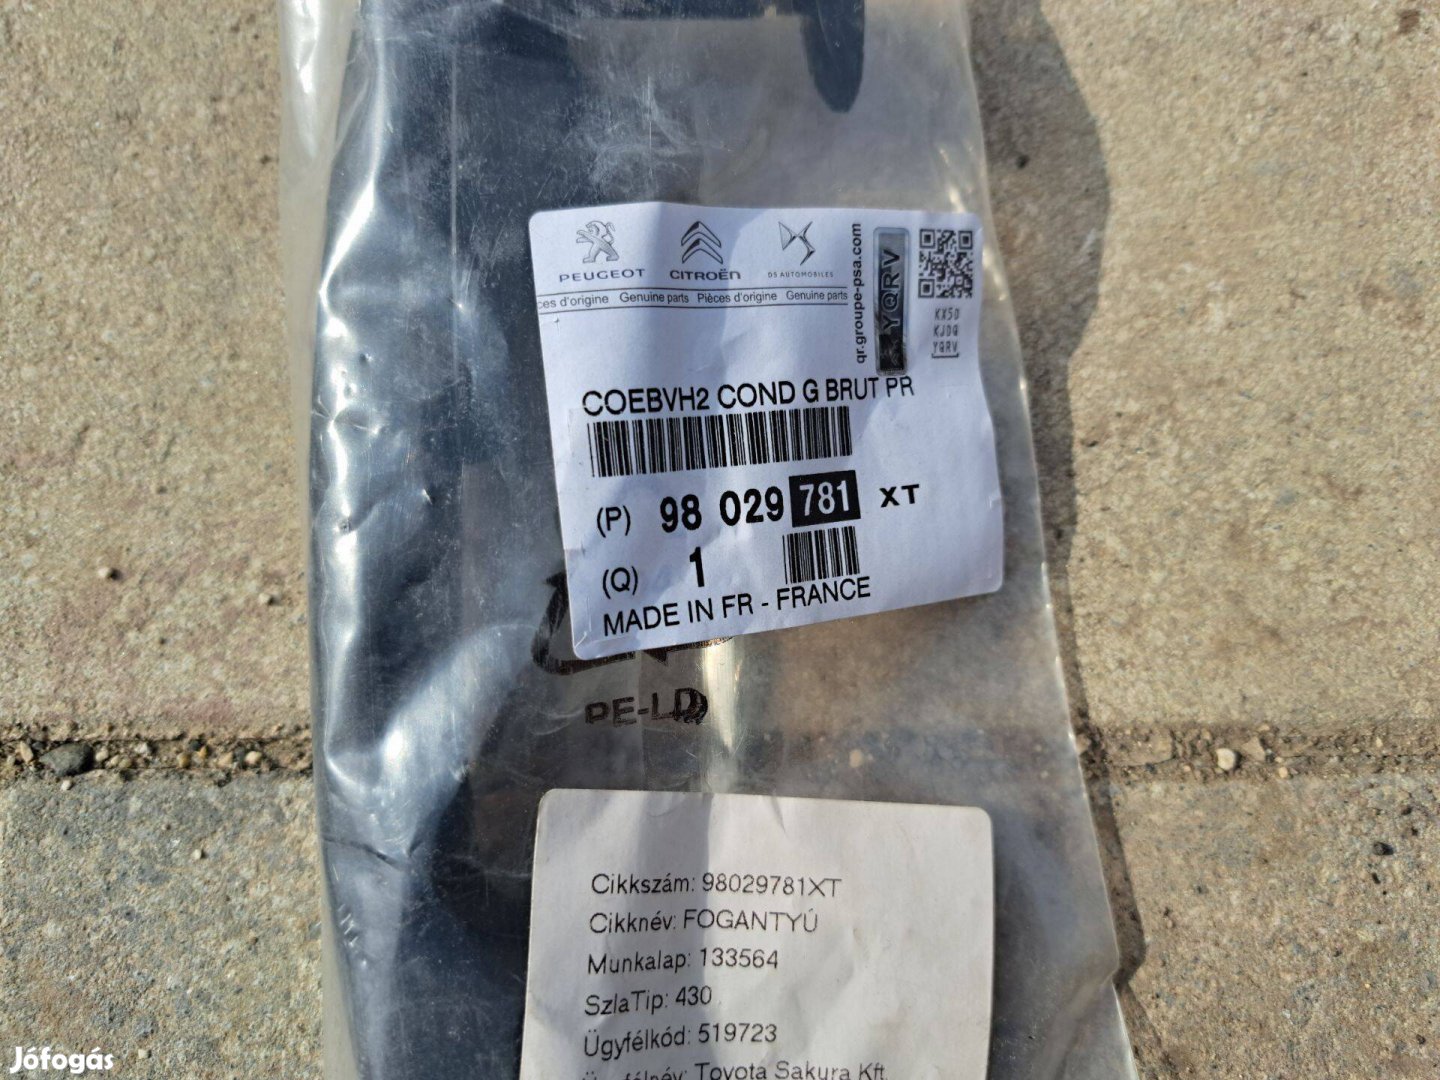 PEUGEOT CITROËN DS AUTOMOBILES
ces d'origine Genuine parts Pièces d'origine Genuine parts
qr.groupe-psa.com
YQRV
KX5D
KJDQ
YQRV
COEBVH2 COND G BRUT PR
(P) 98 029 781 XT
(Q) 1
MADE IN FR - FRANCE
PE-LD
Cikkszám: 98029781XT
Cikknév: FOGANTYÚ
Munkalap: 133564
SzlaTip: 430
Ügyfélkód: 519723
Toyota Sakura Kft.
Jófogás